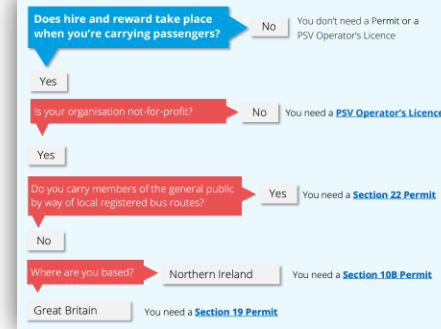 Does hire and reward take place
when you're carrying passengers?
No
You don't need a Permit or a
PSV Operator's Licence
Yes
Is your organisation not-for-profit?
No
You need a PSV Operator's Licence
Yes
Do you carry members of the general public
by way of local registered bus routes?
Yes
You need a Section 22 Permit
No
Where are you based?
Northern Ireland
You need a Section 10B Permit
Great Britain
You need a Section 19 Permit